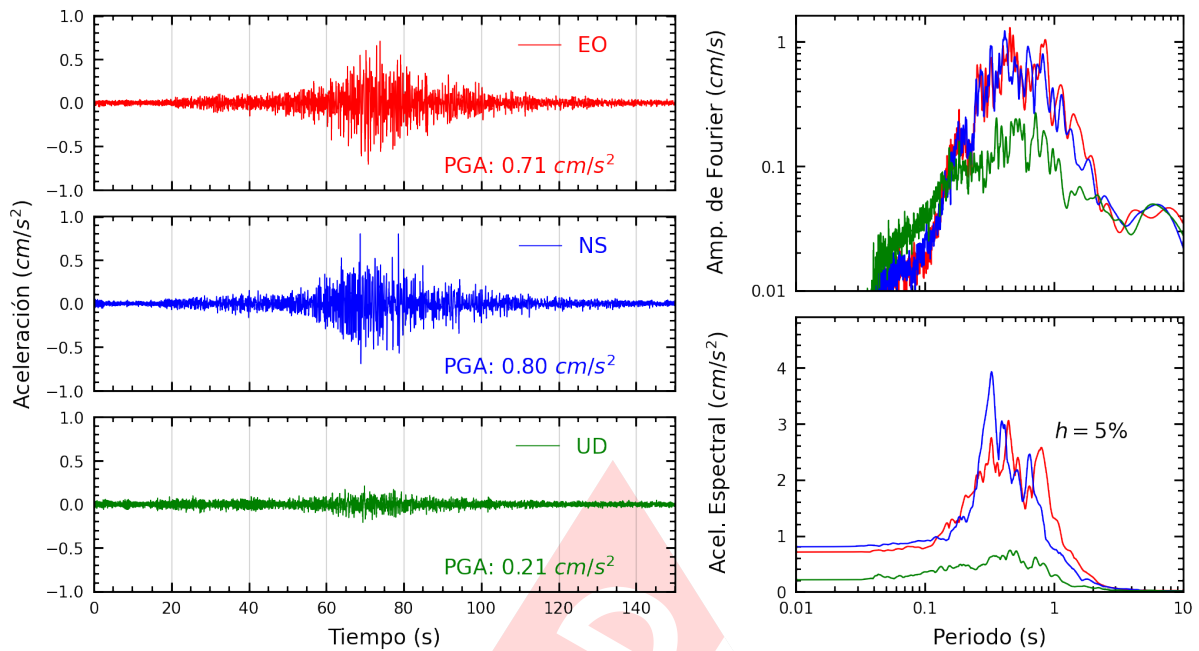 Aceleración (cm/s²)
1.0
0.5
0.0
−0.5
−1.0
EO
PGA: 0.71 cm/s²
1.0
0.5
0.0
−0.5
−1.0
NS
PGA: 0.80 cm/s²
1.0
0.5
0.0
−0.5
−1.0
UD
PGA: 0.21 cm/s²
0 20 40 60 80 100 120 140
Tiempo (s)
Amp. de Fourier (cm/s)
1
0.1
0.01
Acel. Espectral (cm/s²)
4
3
2
1
0
h = 5%
0.01 0.1 1 10
Periodo (s)